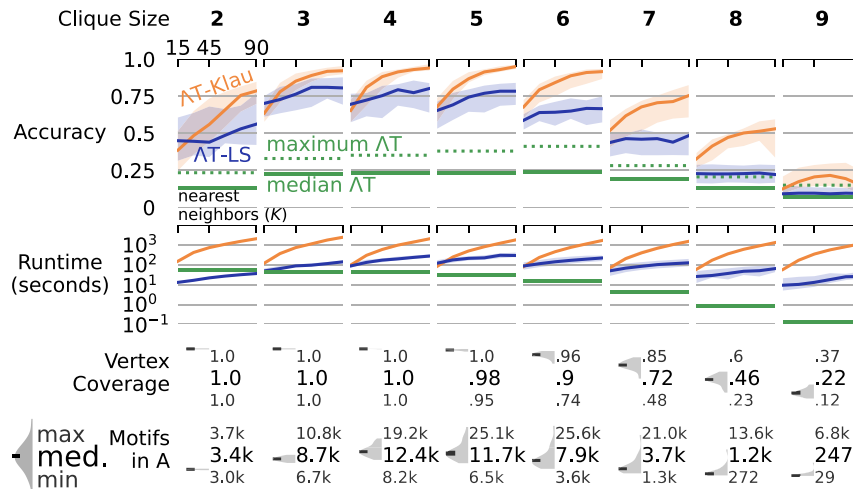 Clique Size 2 3 4 5 6 7 8 9
15 45 90
1.0
0.75
Accuracy 0.5
0.25
0
ΛT-Klau
ΛT-LS
maximum ΛT
median ΛT
nearest
neighbors (K)
Runtime
(seconds)
10³
10²
10¹
10⁰
10⁻¹
1.0 1.0 1.0 1.0 .96 .85 .6 .37
Vertex
Coverage
1.0 1.0 1.0 .98 .9 .72 .46 .22
1.0 1.0 1.0 .95 .74 .48 .23 .12
max 3.7k 10.8k 19.2k 25.1k 25.6k 21.0k 13.6k 6.8k
med. Motifs
in A
3.4k 8.7k 12.4k 11.7k 7.9k 3.7k 1.2k 247
min 3.0k 6.7k 8.2k 6.5k 3.6k 1.3k 272 29